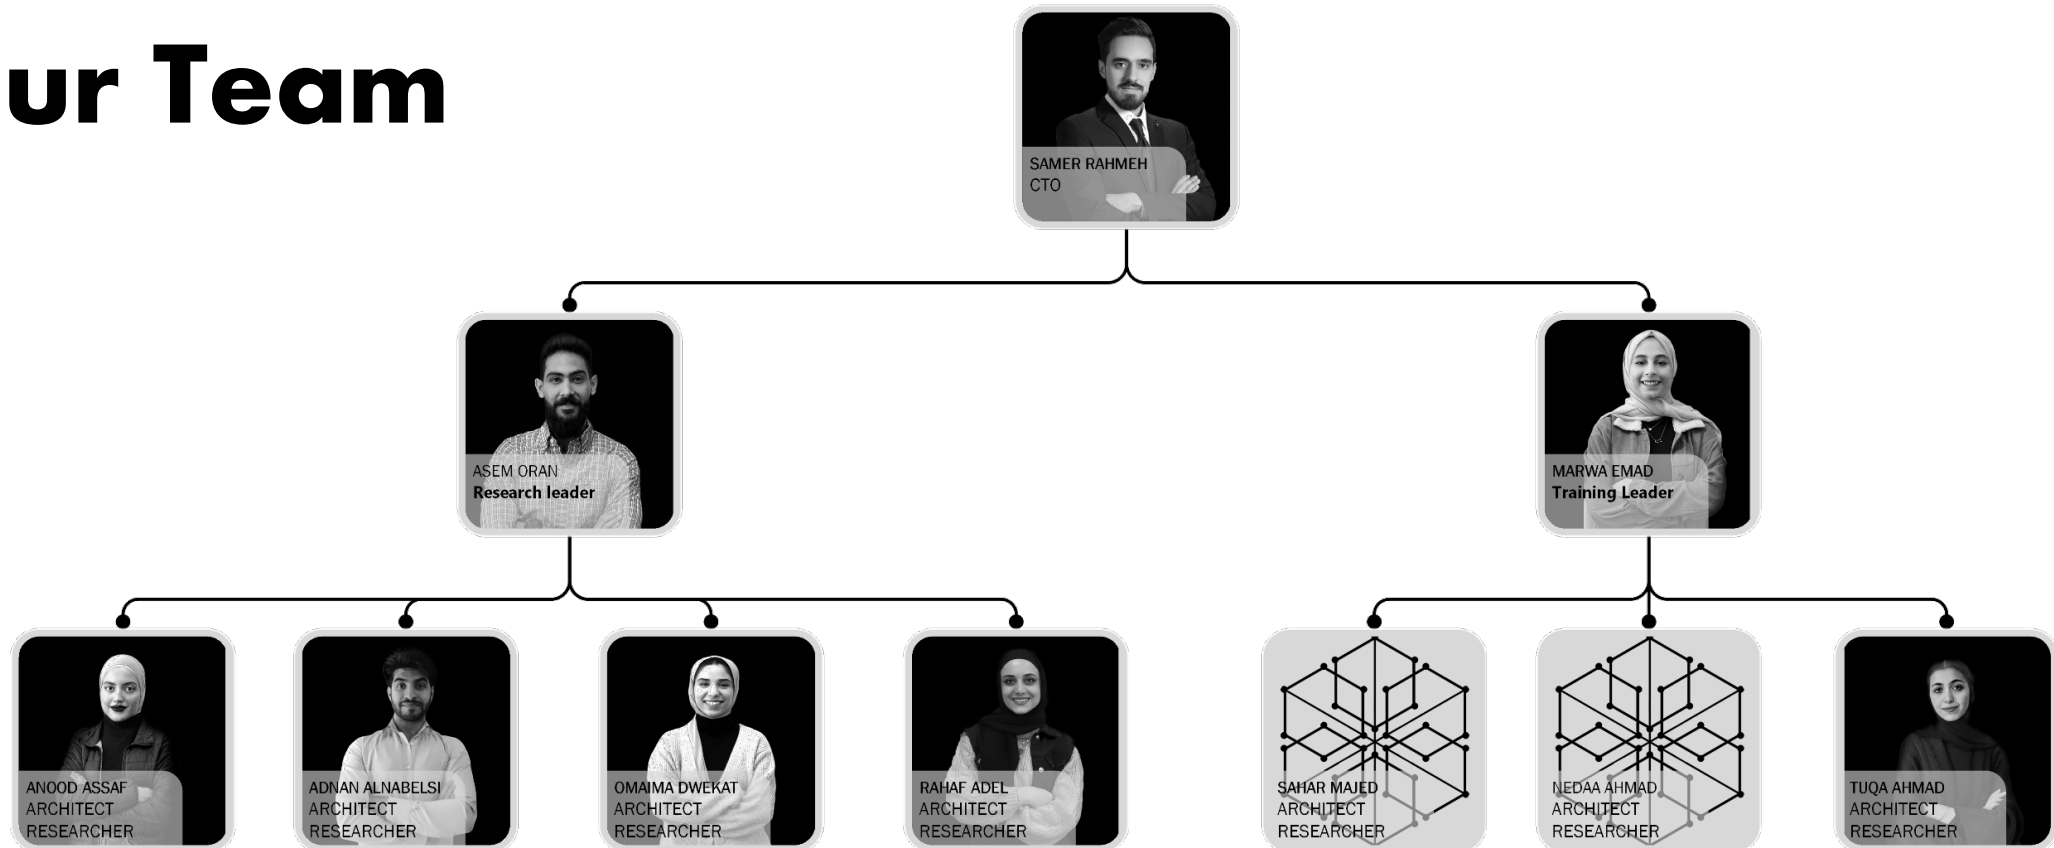 ur Team
SAMER RAHMEH
CTO
ASEM ORAN
Research leader
MARWA EMAD
Training Leader
ANOOD ASSAF
ARCHITECT
RESEARCHER
ADNAN ALNABELSI
ARCHITECT
RESEARCHER
OMAIMA DWEKAT
ARCHITECT
RESEARCHER
RAHAF ADEL
ARCHITECT
RESEARCHER
SAHAR MAJED
ARCHITECT
RESEARCHER
NEDAA AHMAD
ARCHITECT
RESEARCHER
TUQA AHMAD
ARCHITECT
RESEARCHER